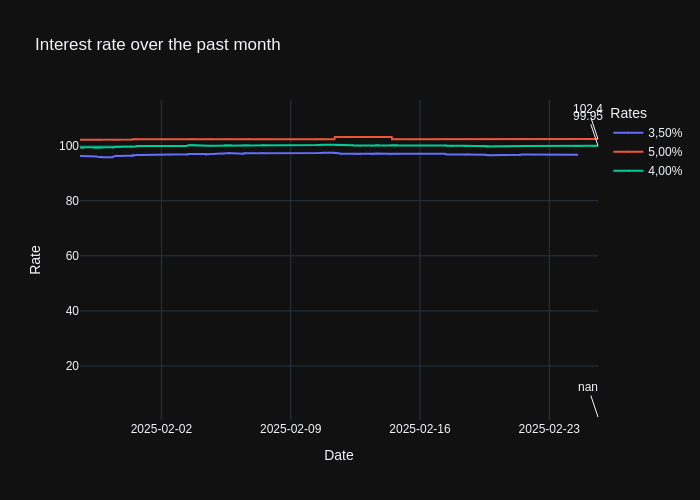 Interest rate over the past month
102.4
99.95
Rates
3,50%
5,00%
4,00%
100
80
60
40
20
Rate
nan
2025-02-02
2025-02-09
2025-02-16
2025-02-23
Date